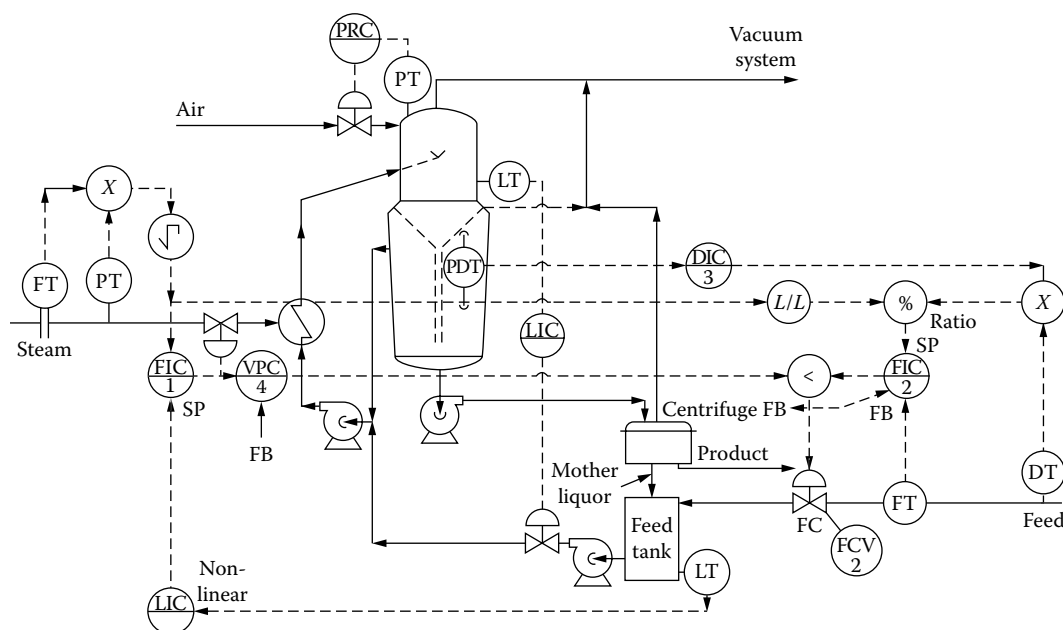 PRC
Vacuum
system
PT
Air
LT
X
FT
PT
PDT
DIC
3
L/L
%
X
Ratio
Steam
LIC
SP
FIC
1
VPC
4
<
FIC
2
SP
Centrifuge FB
FB
FB
Product
DT
Mother
liquor
FC
FT
Feed
Feed
tank
FCV
2
Non-
linear
LT
LIC